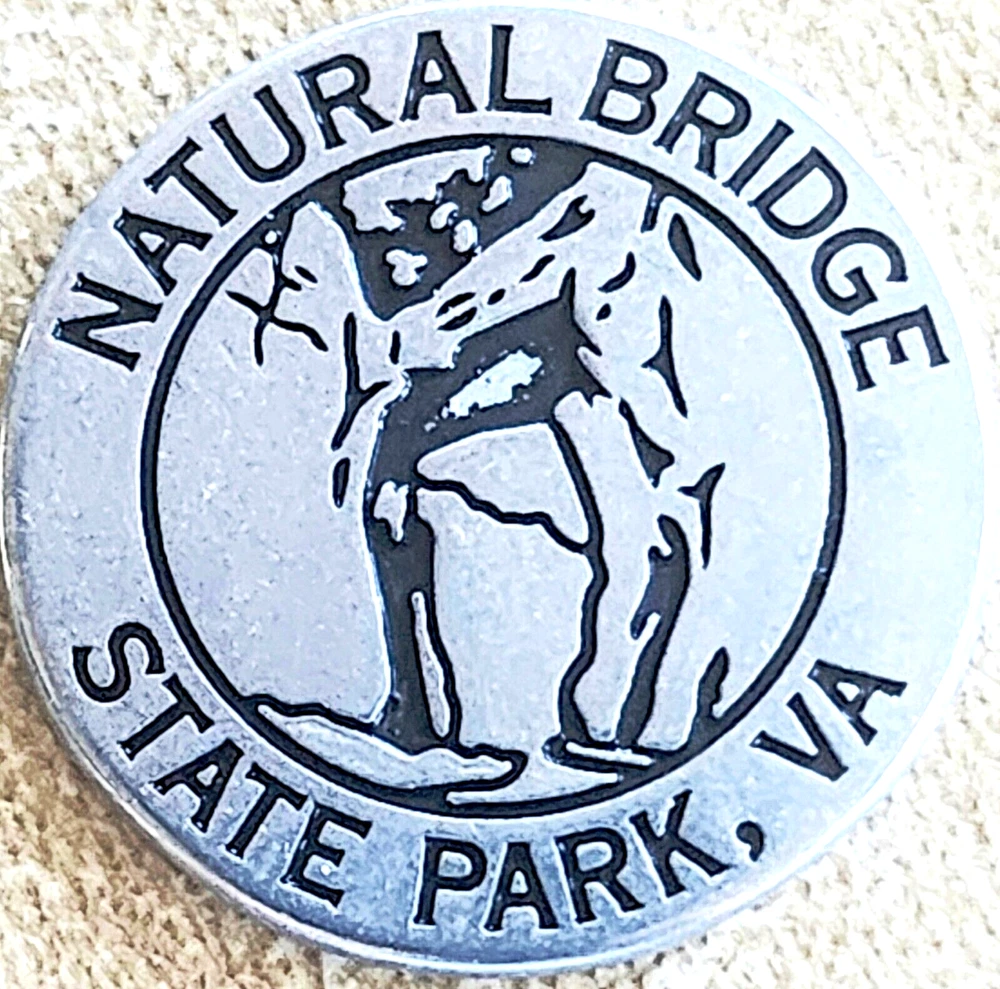 NATURAL BRIDGE
STATE PARK, VA